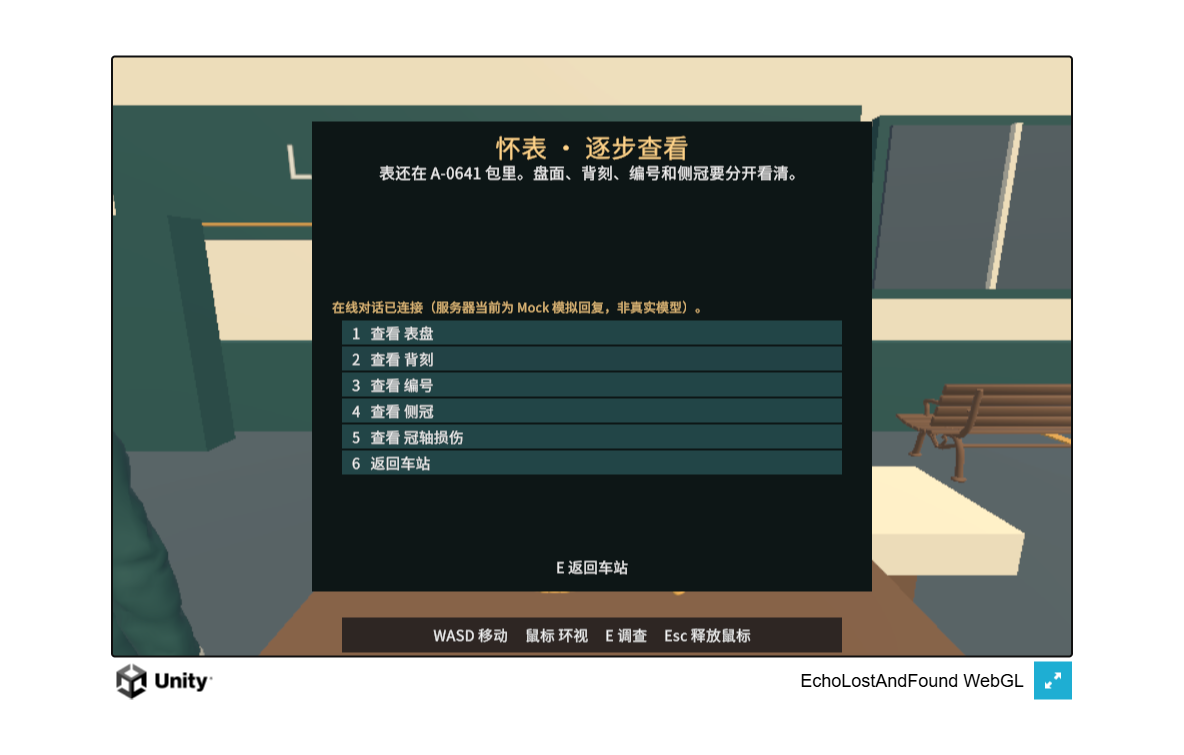 怀表 · 逐步查看
表还在 A-0641 包里。盘面、背刻、编号和侧冠要分开看清。
在线对话已连接（服务器当前为 Mock 模拟回复，非真实模型）。
1 查看 表盘
2 查看 背刻
3 查看 编号
4 查看 侧冠
5 查看 冠轴损伤
6 返回车站
E 返回车站
WASD 移动 鼠标 环视 E 调查 Esc 释放鼠标
Unity
EchoLostAndFound WebGL